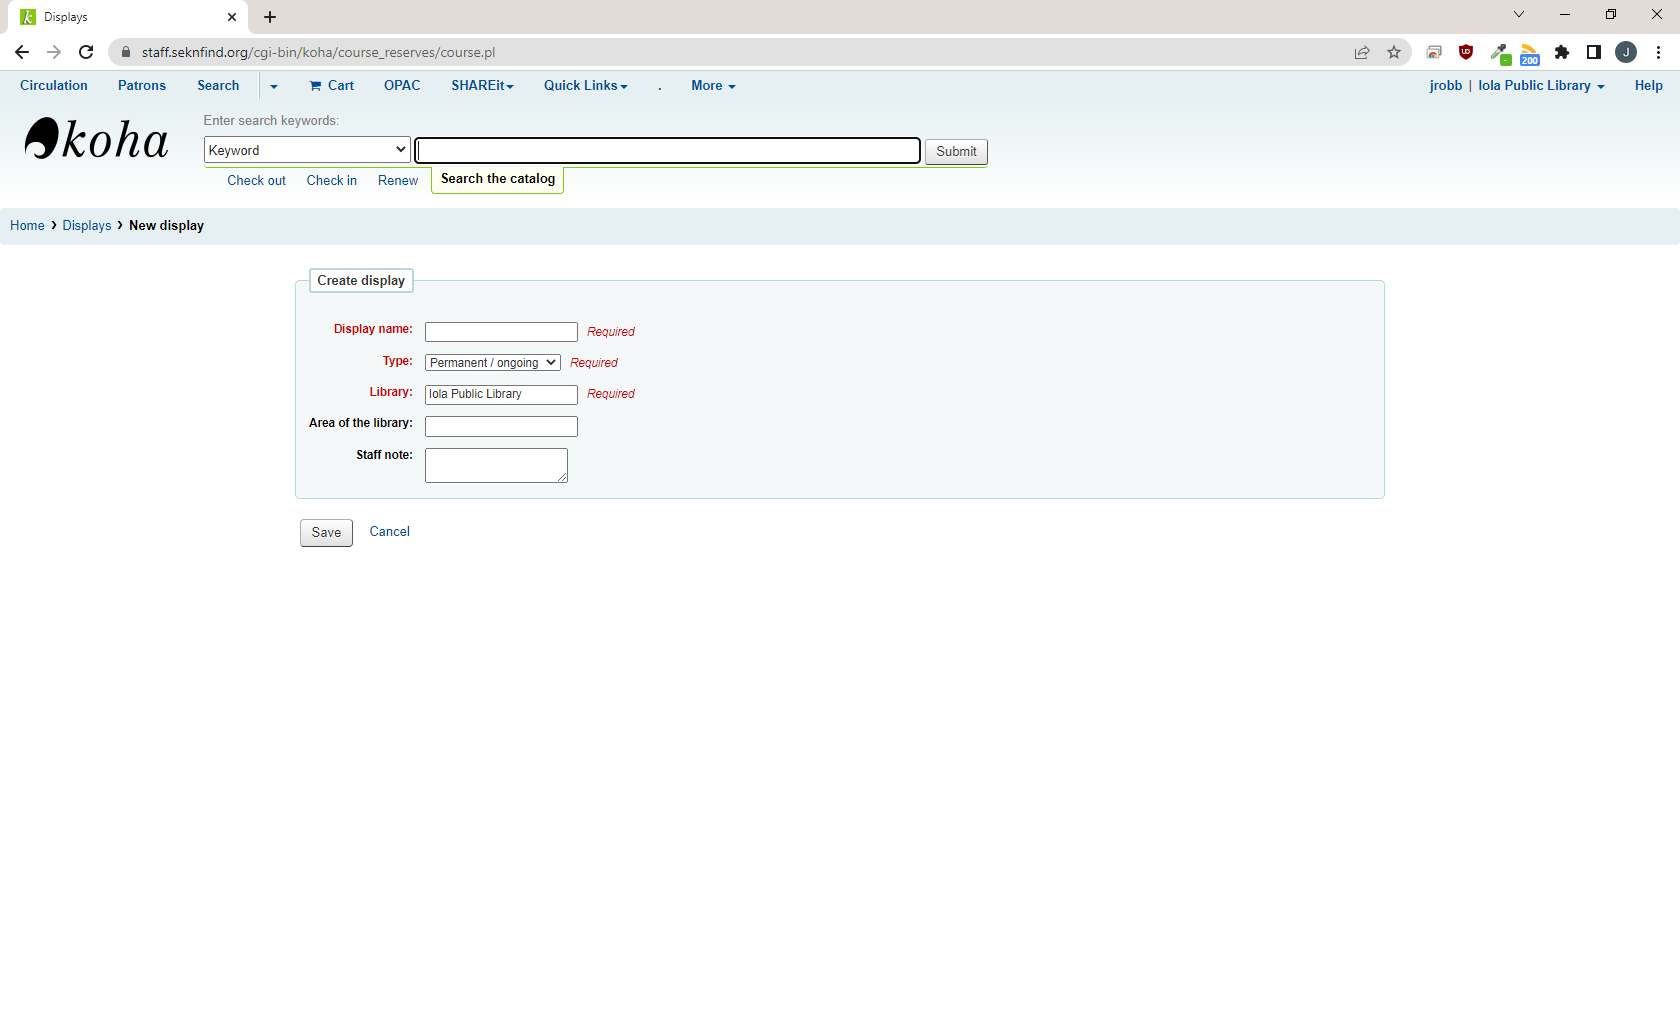 Displays
staff.seknfind.org/cgi-bin/koha/course_reserves/course.pl
200
J
Circulation Patrons Search Cart OPAC SHAREit Quick Links . More jrobb | Iola Public Library Help
koha
Enter search keywords:
Keyword Submit
Check out Check in Renew Search the catalog
Home › Displays › New display
Create display
Display name: Required
Type: Permanent / ongoing Required
Library: Iola Public Library Required
Area of the library:
Staff note:
Save Cancel